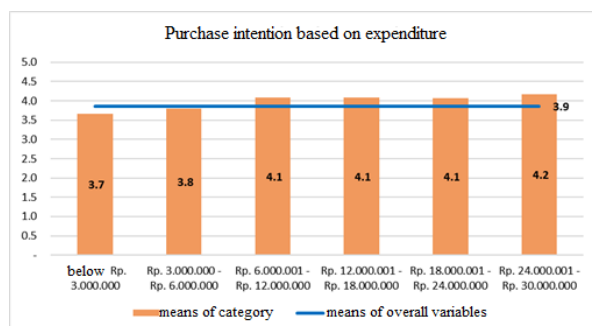 Purchase intention based on expenditure
5.0
4.5
4.0
3.5
3.0
2.5
2.0
1.5
1.0
0.5
-
3.7
3.8
4.1
4.1
4.1
4.2
3.9
below Rp. 3.000.000
Rp. 3.000.000 - Rp. 6.000.000
Rp. 6.000.001 - Rp. 12.000.000
Rp. 12.000.001 - Rp. 18.000.000
Rp. 18.000.001 - Rp. 24.000.000
Rp. 24.000.001 - Rp. 30.000.000
means of category
means of overall variables